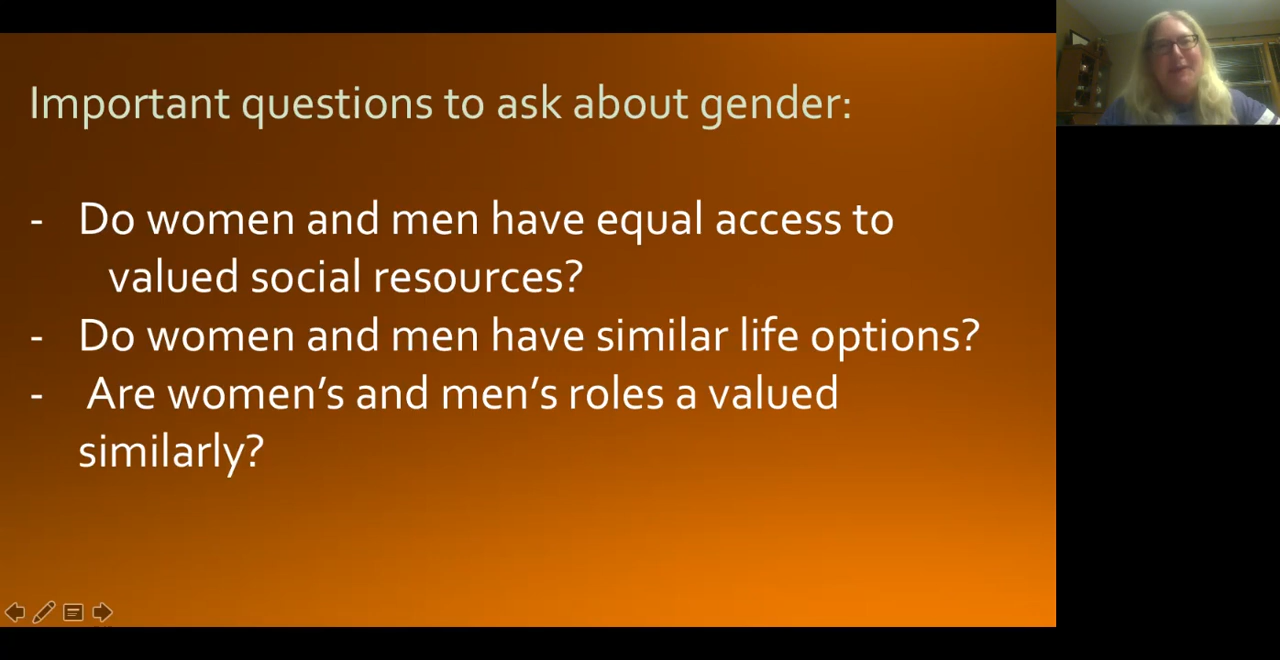 Important questions to ask about gender:
- Do women and men have equal access to
valued social resources?
- Do women and men have similar life options?
- Are women’s and men’s roles a valued
similarly?